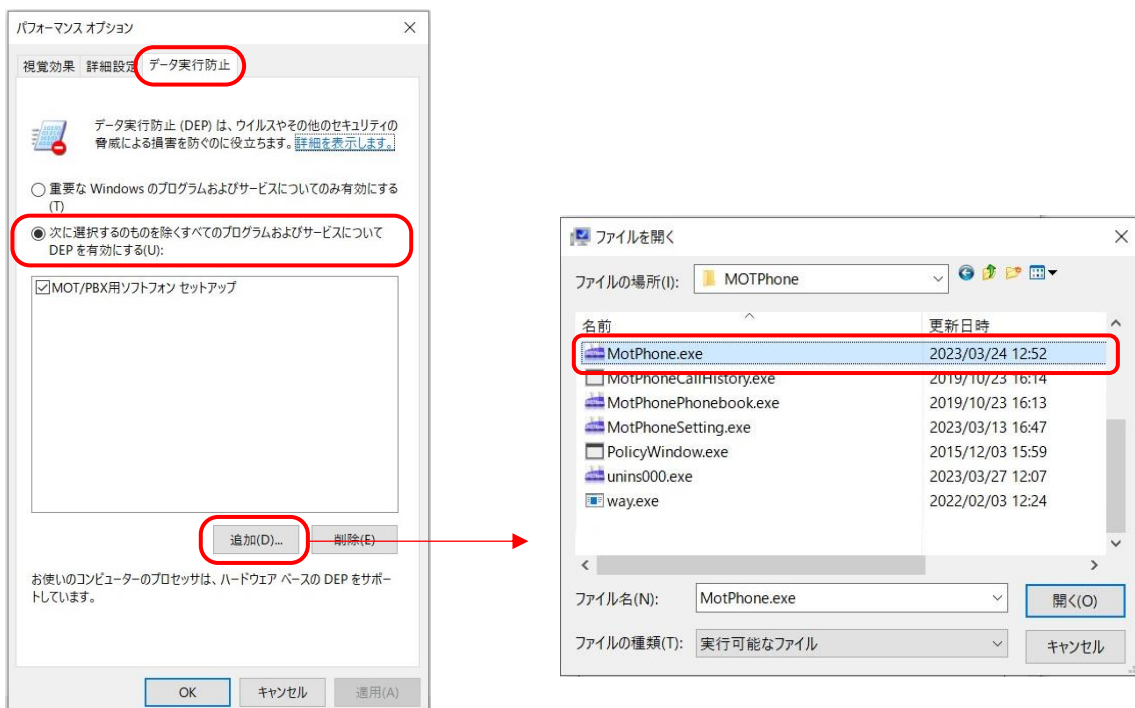 パフォーマンス オプション
視覚効果 詳細設定 データ実行防止
データ実行防止 (DEP) は、ウイルスやその他のセキュリティの
脅威による損害を防ぐのに役立ちます。詳細を表示します。
重要な Windows のプログラムおよびサービスについてのみ有効にする
(T)
次に選択するのものを除くすべてのプログラムおよびサービスについて
DEP を有効にする(U):
MOT/PBX用ソフトフォン セットアップ
追加(D)... 削除(E)
お使いのコンピューターのプロセッサは、ハードウェア ベースの DEP をサポー
トしています。
OK キャンセル 適用(A)
ファイルを開く
ファイルの場所(I): MOTPhone
名前 更新日時
MotPhone.exe 2023/03/24 12:52
MotPhoneCallHistory.exe 2019/10/23 16:14
MotPhonePhonebook.exe 2019/10/23 16:13
MotPhoneSetting.exe 2023/03/13 16:47
PolicyWindow.exe 2015/12/03 15:59
unins000.exe 2023/03/27 12:07
way.exe 2022/02/03 12:24
ファイル名(N): MotPhone.exe 開く(O)
ファイルの種類(T): 実行可能なファイル キャンセル